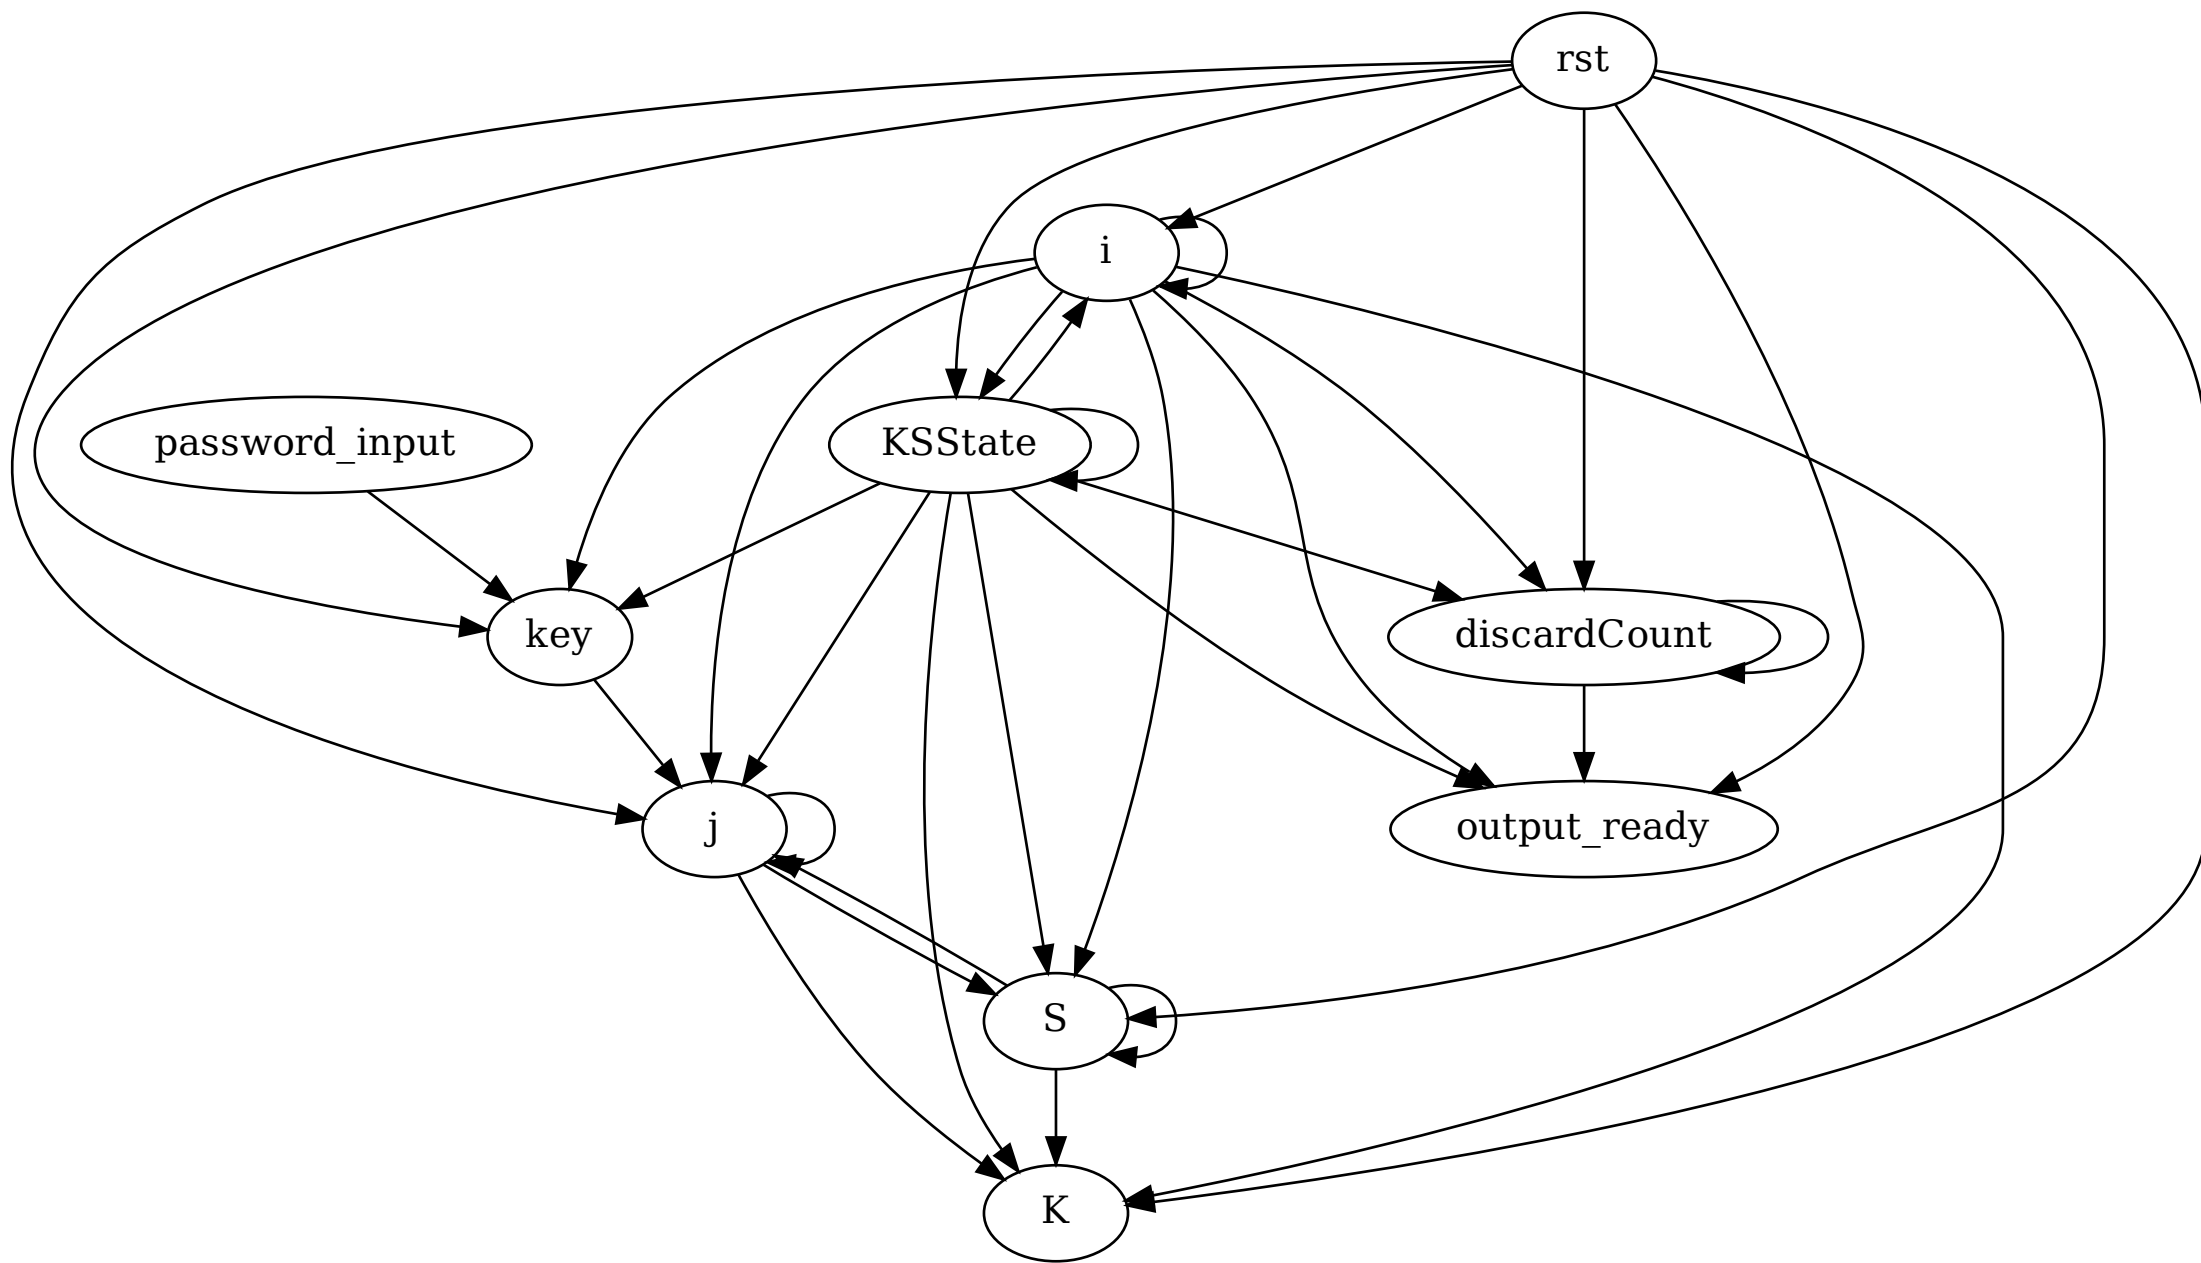 rst
i
password_input
KSState
key
discardCount
j
output_ready
S
K